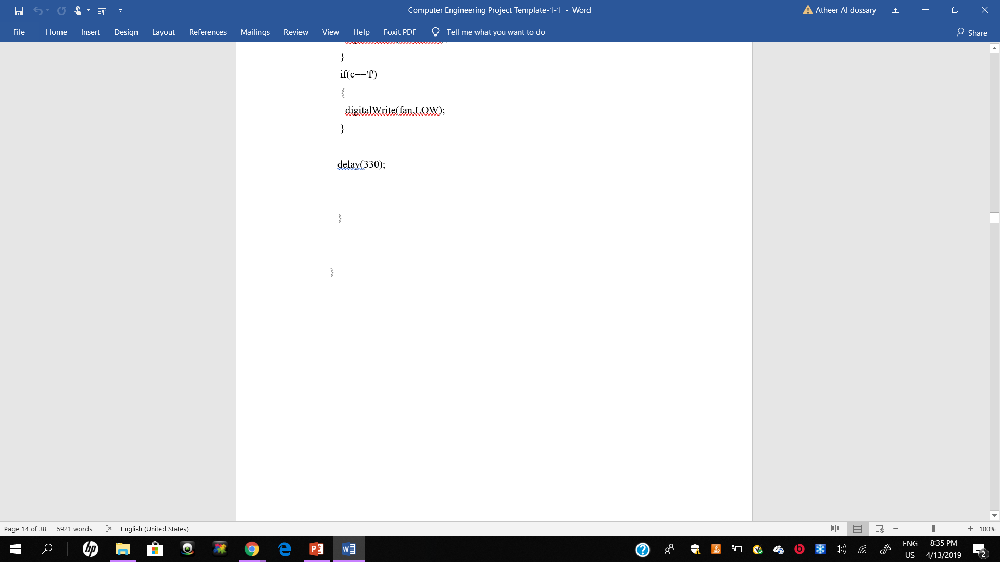 Computer Engineering Project Template-1-1 - Word
Atheer Al dossary
File Home Insert Design Layout References Mailings Review View Help Foxit PDF Tell me what you want to do
Share
}
if(c=='f')
{
digitalWrite(fan,LOW);
}
delay(330);
}
}
Page 14 of 38 5921 words English (United States)
100%
ENG
US
8:35 PM
4/13/2019
2